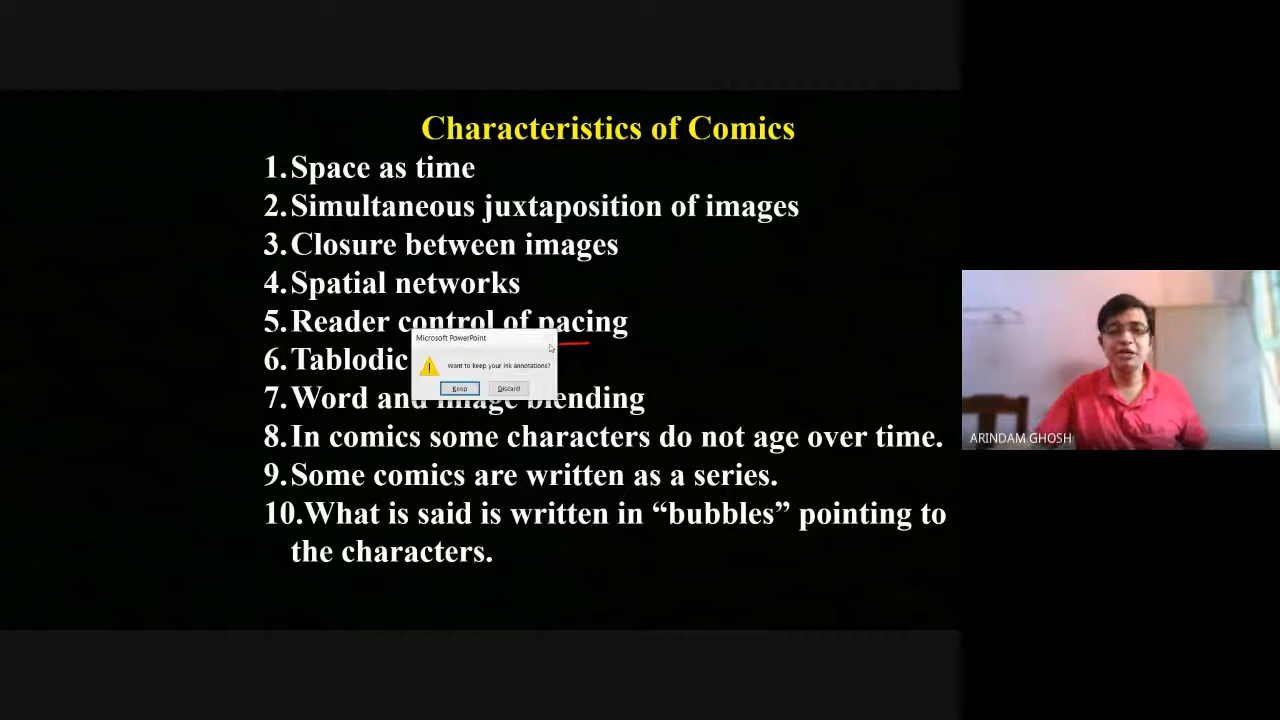 Characteristics of Comics
1. Space as time
2. Simultaneous juxtaposition of images
3. Closure between images
4. Spatial networks
5. Reader control of pacing
Microsoft PowerPoint
Want to keep your ink annotations?
Keep Discard
6. Tablodic
7. Word and image blending
8. In comics some characters do not age over time.
9. Some comics are written as a series.
10.What is said is written in “bubbles” pointing to
the characters.
ARINDAM GHOSH